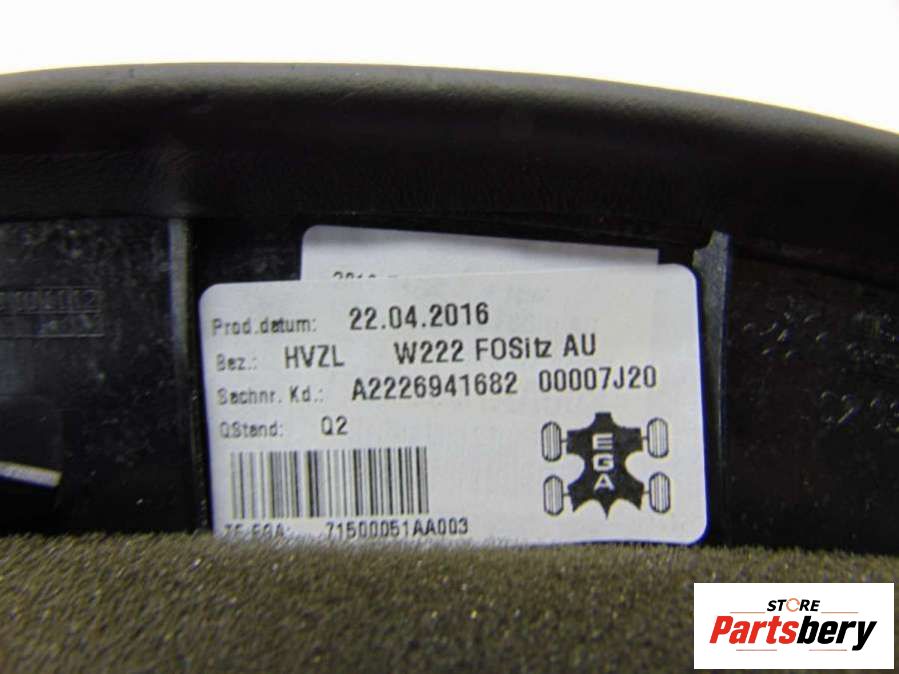 Prod.datum: 22.04.2016
Bez.: HVZL W222 FOSitz AU
Sachnr. Kd.: A2226941682 00007J20
QStand: Q2
EGA
71500051AA003
STORE
Partsbery